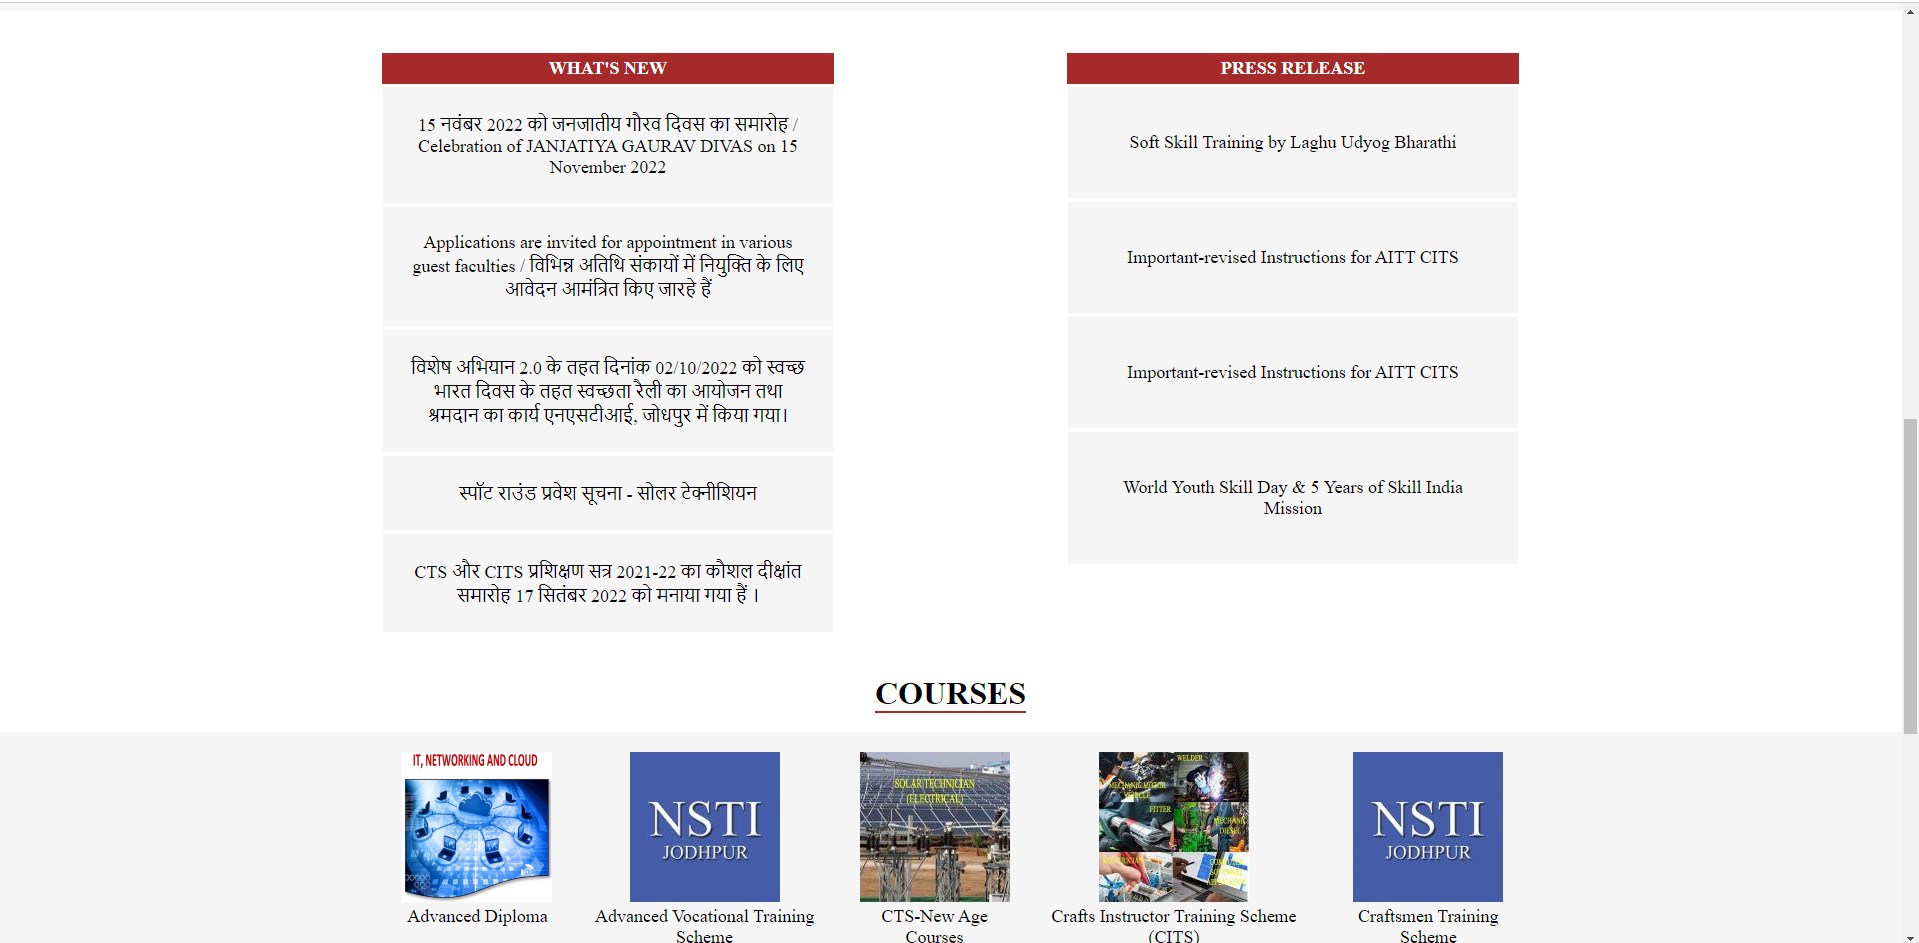 WHAT'S NEW
15 नवंबर 2022 को जनजातीय गौरव दिवस का समारोह /
Celebration of JANJATIYA GAURAV DIVAS on 15
November 2022
Applications are invited for appointment in various
guest faculties / विभिन्न अतिथि संकायों में नियुक्ति के लिए
आवेदन आमंत्रित किए जारहे हैं
विशेष अभियान 2.0 के तहत दिनांक 02/10/2022 को स्वच्छ
भारत दिवस के तहत स्वच्छता रैली का आयोजन तथा
श्रमदान का कार्य एनएसटीआई, जोधपुर में किया गया।
स्पॉट राउंड प्रवेश सूचना - सोलर टेक्नीशियन
CTS और CITS प्रशिक्षण सत्र 2021-22 का कौशल दीक्षांत
समारोह 17 सितंबर 2022 को मनाया गया हैं ।
PRESS RELEASE
Soft Skill Training by Laghu Udyog Bharathi
Important-revised Instructions for AITT CITS
Important-revised Instructions for AITT CITS
World Youth Skill Day & 5 Years of Skill India
Mission
COURSES
IT, NETWORKING AND CLOUD
Advanced Diploma
NSTI
JODHPUR
Advanced Vocational Training
Scheme
SOLAR TECHNICIAN
(ELECTRICAL)
CTS-New Age
Courses
WELDER
MECHANIC MOTOR
VEHICLE
FITTER
MECHANIC
DIESEL
Crafts Instructor Training Scheme
(CITS)
NSTI
JODHPUR
Craftsmen Training
Scheme